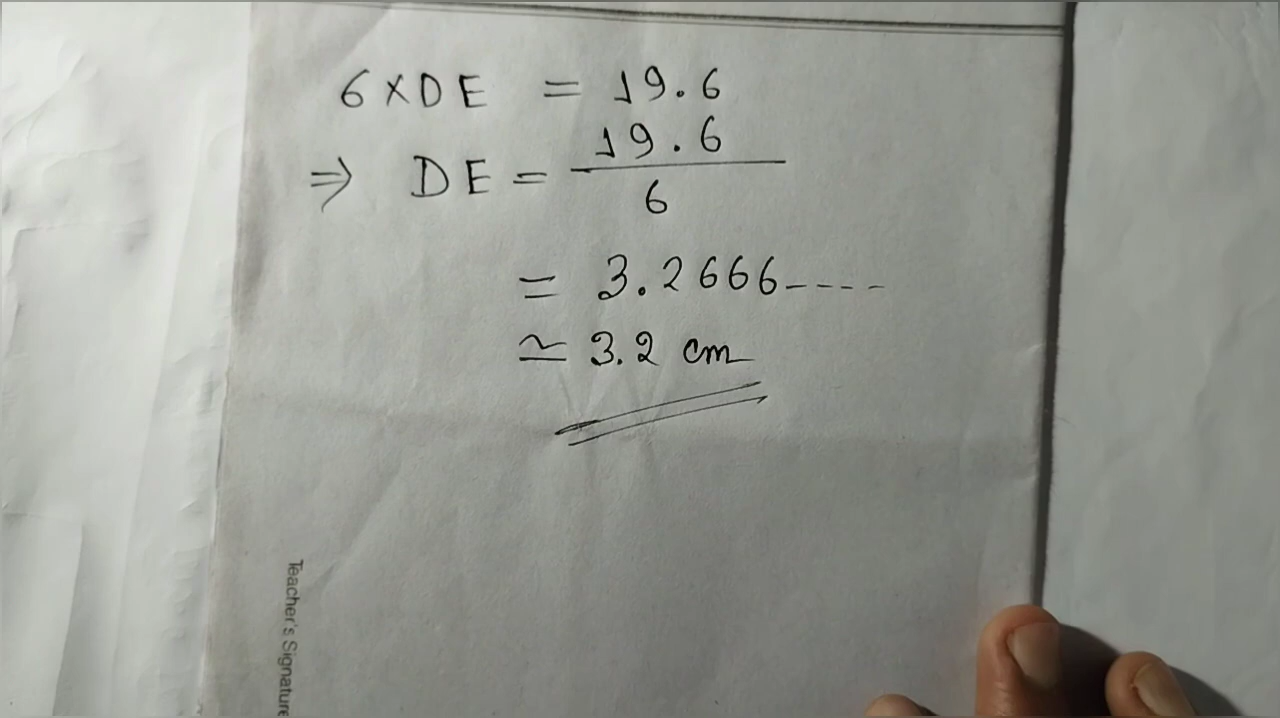 6 × DE = 19.6
⇒ DE = 19.6 / 6
= 3.2666----
≃ 3.2 cm
Teacher's Signature